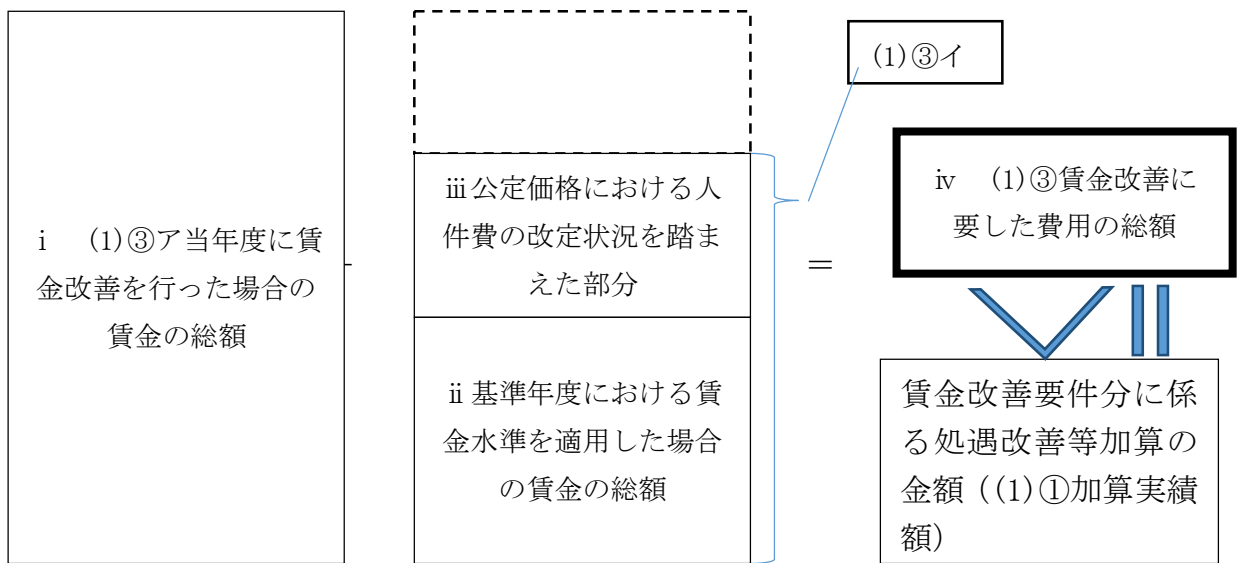 ⅰ　(1)③ア当年度に賃
金改善を行った場合の
賃金の総額
-
ⅲ公定価格における人
件費の改定状況を踏ま
えた部分
ⅱ基準年度における賃
金水準を適用した場合
の賃金の総額
(1)③イ
＝
ⅳ　(1)③賃金改善に
要した費用の総額
賃金改善要件分に係
る処遇改善等加算の
金額（(1)①加算実績
額）